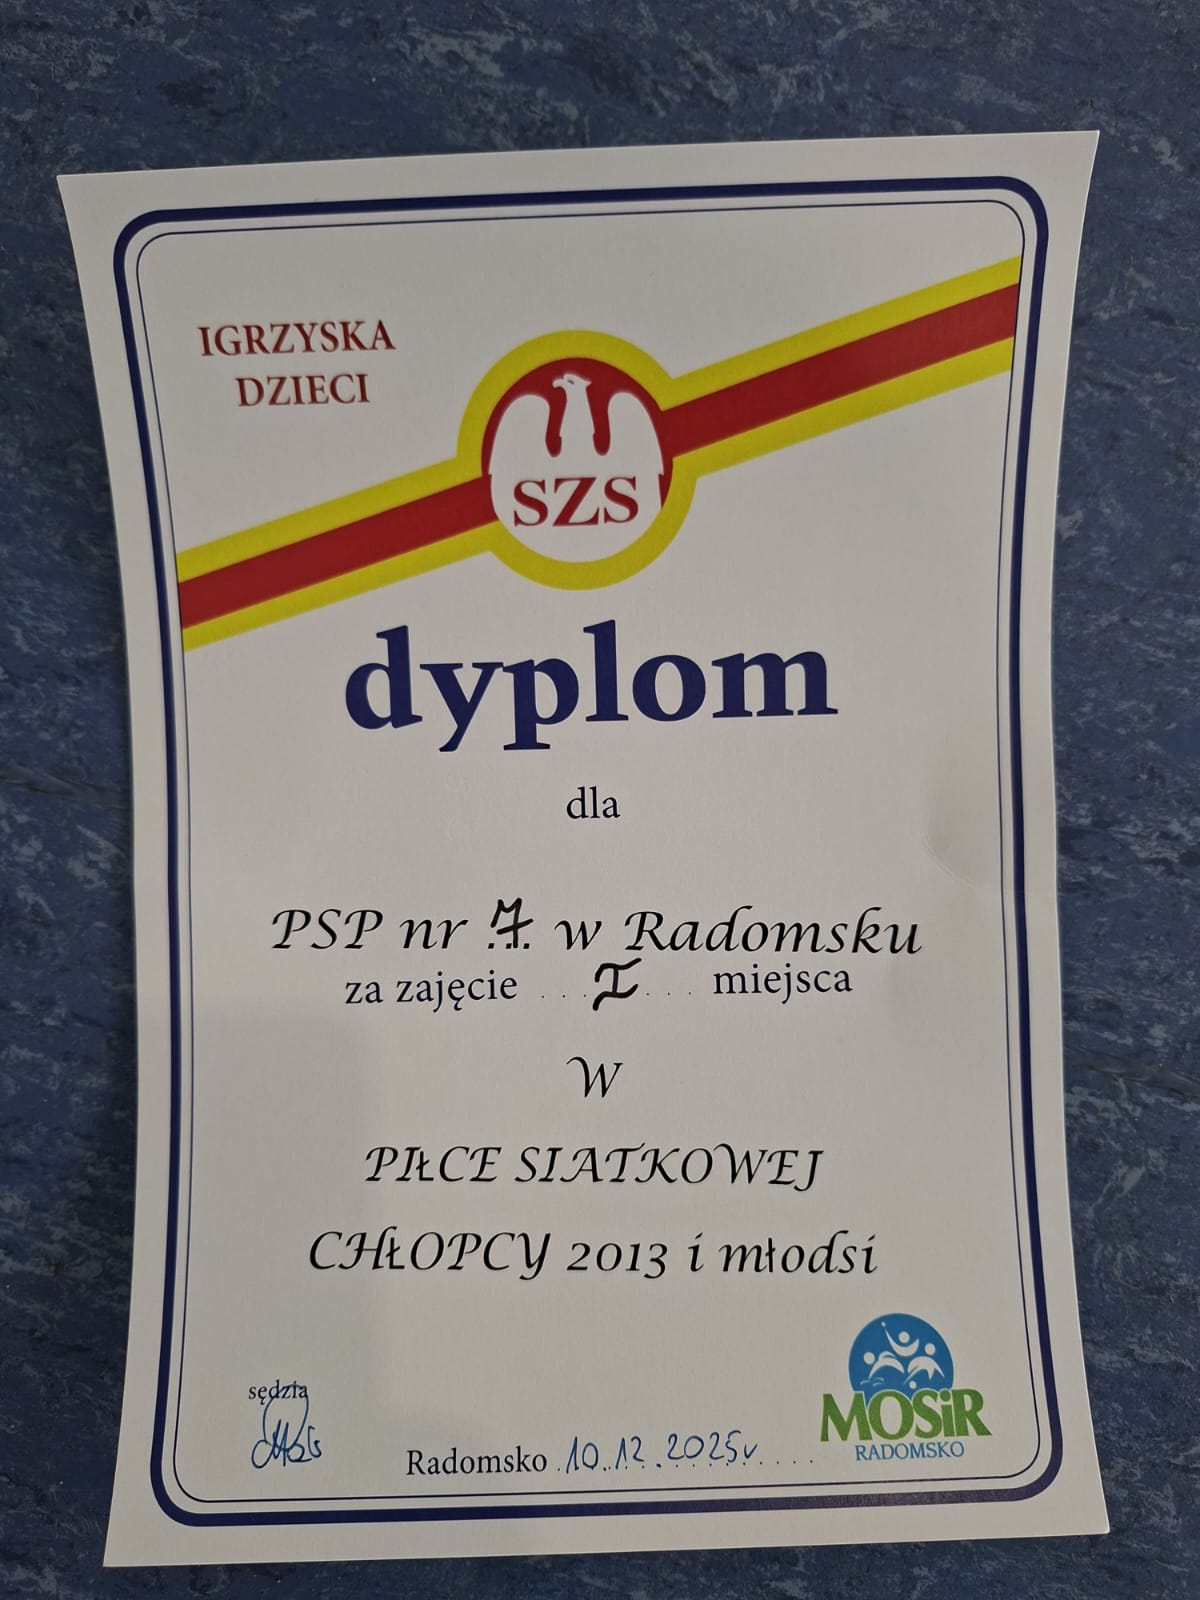 IGRZYSKA
DZIECI
SZS
dyplom
dla
PSP nr 7 w Radomsku
za zajęcie I miejsca
W
PIŁCE SIATKOWEJ
CHŁOPCY 2013 i młodsi
sędzia
MOSiR
RADOMSKO
Radomsko 10.12.2025r